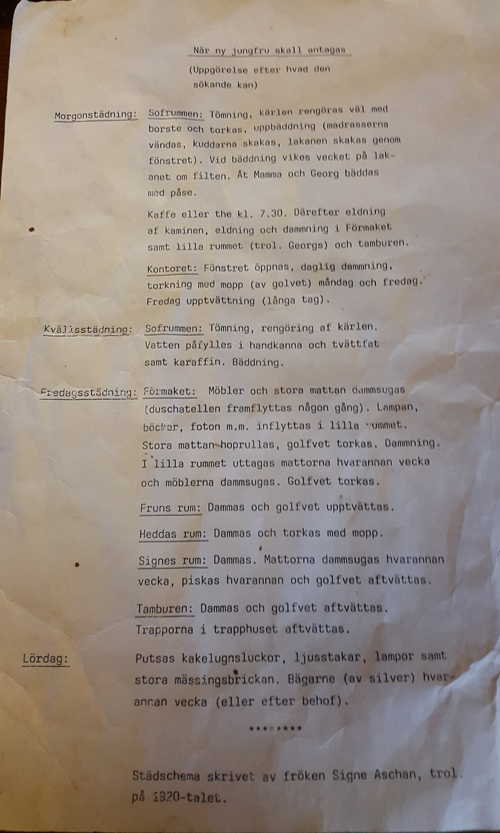 När ny jungfru skall antagas
(Uppgörelse efter hvad den
sökande kan)
Morgonstädning: Sofrummen: Tömning, kärlen rengöras väl med
borste och torkas, uppbäddning (madrasserna
vändas, kuddarna skakas, lakanen skakas genom
fönstret). Vid bäddning vikes vecket på lak-
anet om filten. Åt Mamma och Georg bäddas
med påse.
Kaffe eller the kl. 7.30. Därefter eldning
af kaminen, eldning och damning i Förmaket
samt lilla rummet (trol. Georgs) och tamburen.
Kontoret: Fönstret öppnas, daglig dammning,
torkning med mopp (av golvet) måndag och fredag.
Fredag upptvättning (långa tag).
Kvällsstädning: Sofrummen: Tömning, rengöring af kärlen.
Vatten påfylles i handkanna och tvättfat
samt karaffin. Bäddning.
Fredagsstädning: Förmaket: Möbler och stora mattan dammsugas
(duschatellen framflyttas någon gång). Lampan,
böcker, foton m.m. inflyttas i lilla rummet.
Stora mattan hoprullas, golfvet torkas. Dammning.
I lilla rummet uttagas mattorna hvarannan vecka
och möblerna damsugas. Golfvet torkas.
Fruns rum: Dammas och golfvet upptvättas.
Heddas rum: Dammas och torkas med mopp.
Signes rum: Dammas. Mattorna dammsugas hvarannan
vecka, piskas hvarannan och golfvet aftvättas.
Tamburen: Dammas och golfvet aftvättas.
Trapporna i trapphuset aftvättas.
Lördag: Putsas kakelugnsluckor, ljusstakar, lampor samt
stora mässingsbrickan. Bägarne (av silver) hvar-
annan vecka (eller efter behof).
********
Städschema skrivet av fröken Signe Aschan, trol.
på 1920-talet.